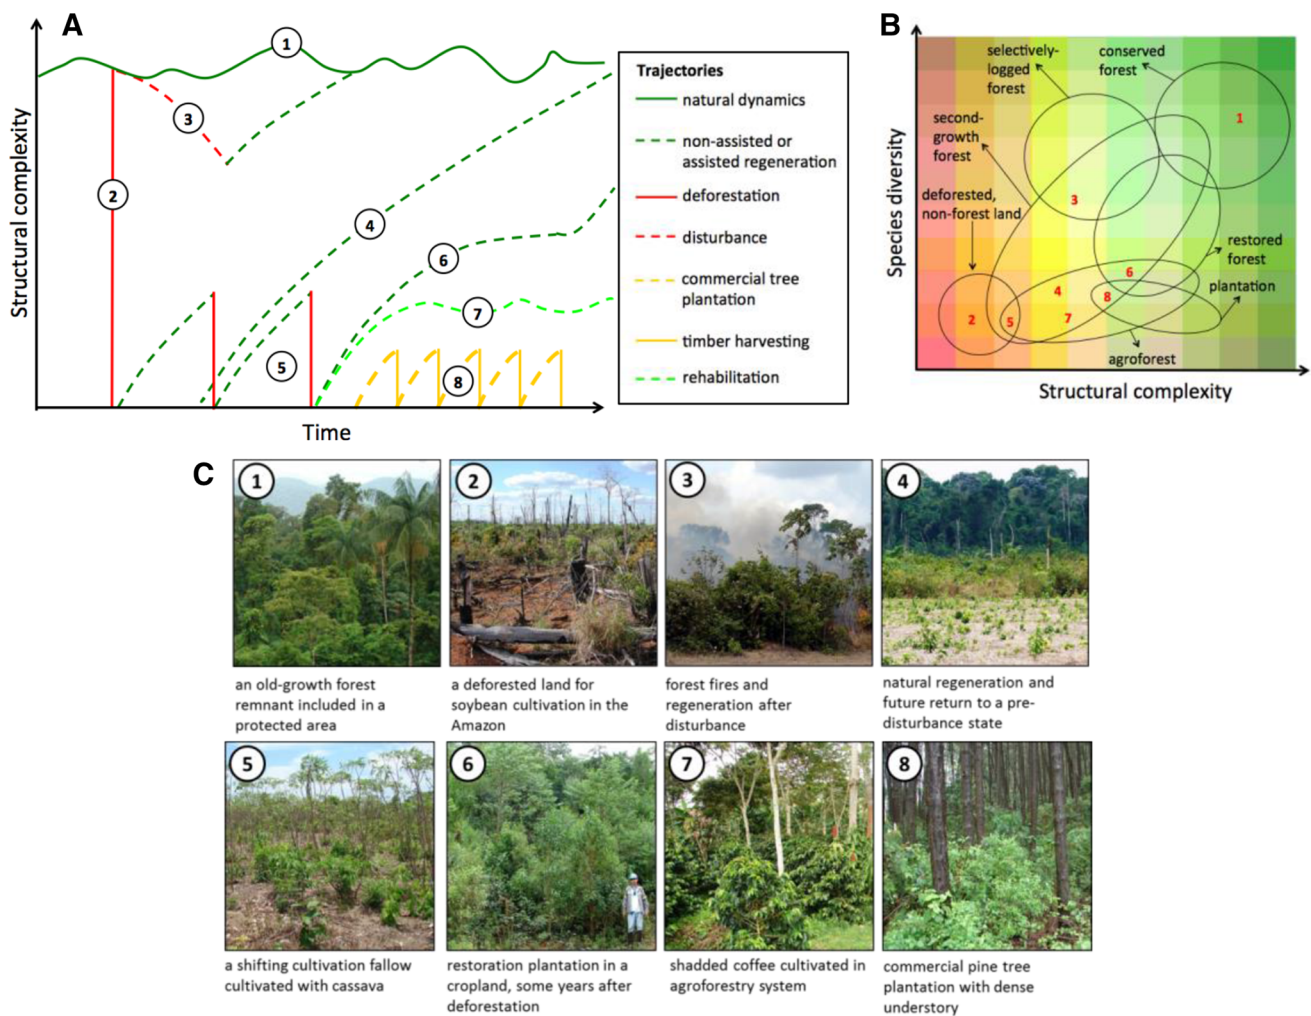 A
Structural complexity
Time
1
2
3
4
5
6
7
8
Trajectories
natural dynamics
non-assisted or
assisted regeneration
deforestation
disturbance
commercial tree
plantation
timber harvesting
rehabilitation
B
Species diversity
Structural complexity
selectively-
logged
forest
conserved
forest
second-
growth
forest
deforested,
non-forest land
restored
forest
plantation
agroforest
1
3
6
4
8
2
5
7
C
1
2
3
4
an old-growth forest
remnant included in a
protected area
a deforested land for
soybean cultivation in the
Amazon
forest fires and
regeneration after
disturbance
natural regeneration and
future return to a pre-
disturbance state
5
6
7
8
a shifting cultivation fallow
cultivated with cassava
restoration plantation in a
cropland, some years after
deforestation
shadded coffee cultivated in
agroforestry system
commercial pine tree
plantation with dense
understory